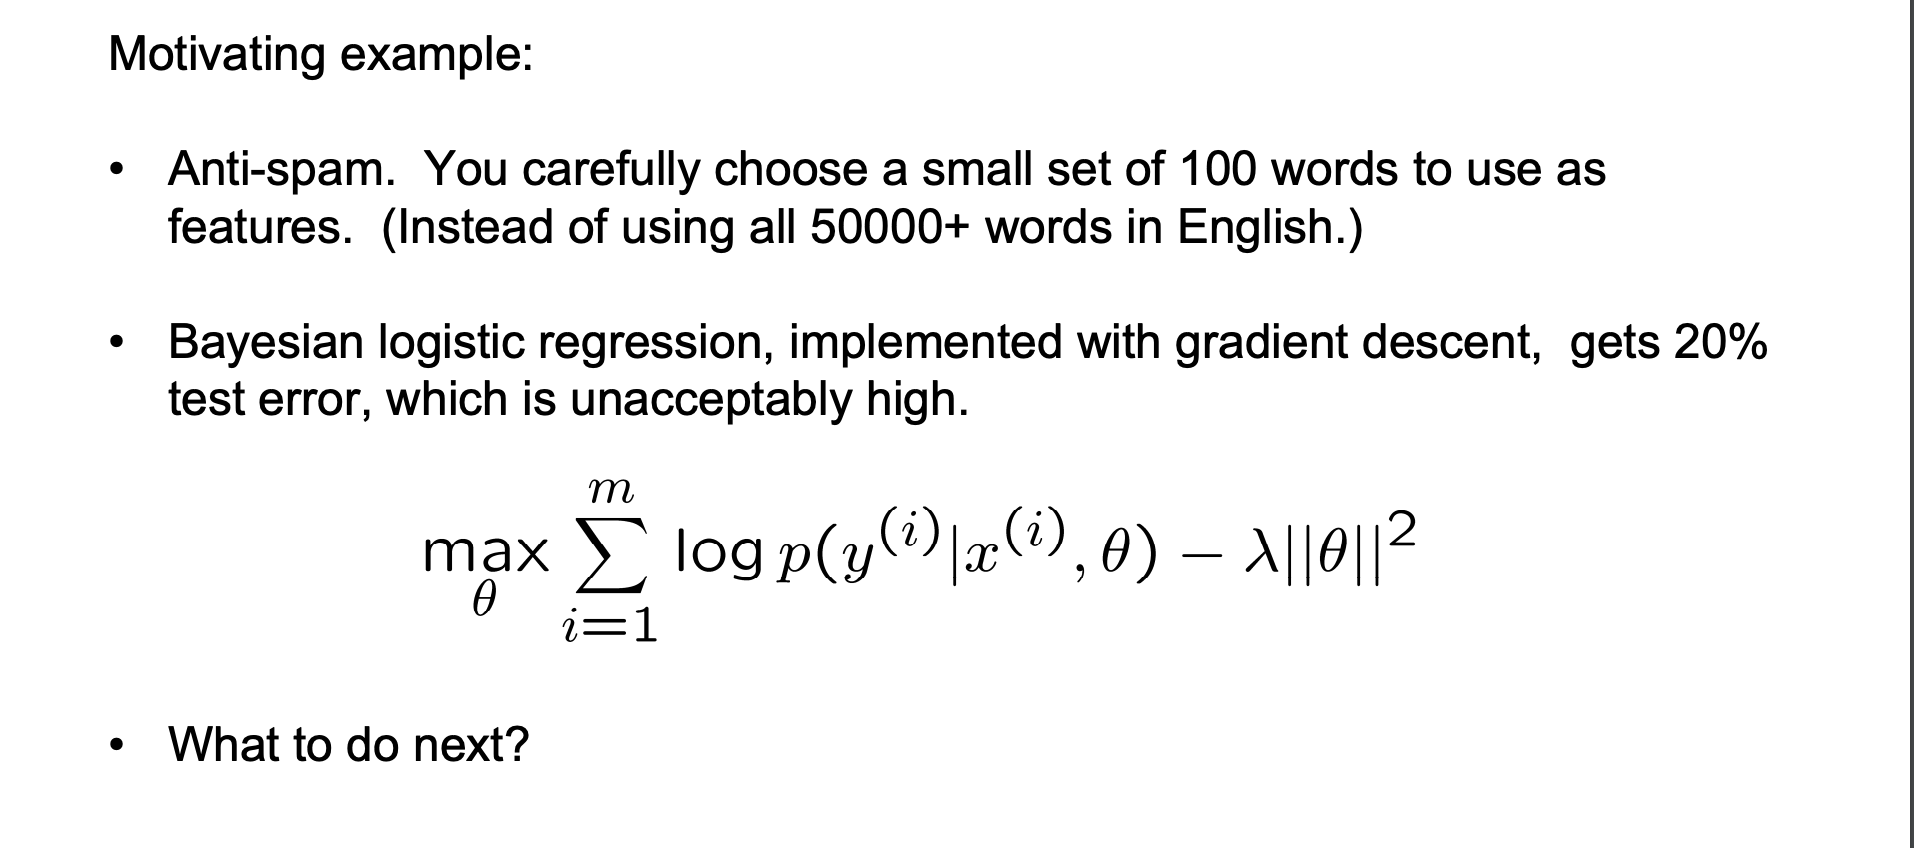 Motivating example:
• Anti-spam. You carefully choose a small set of 100 words to use as
features. (Instead of using all 50000+ words in English.)
• Bayesian logistic regression, implemented with gradient descent, gets 20%
test error, which is unacceptably high.
$$\max_{\theta} \sum_{i=1}^{m} \log p(y^{(i)}|x^{(i)}, \theta) - \lambda||\theta||^2$$
• What to do next?